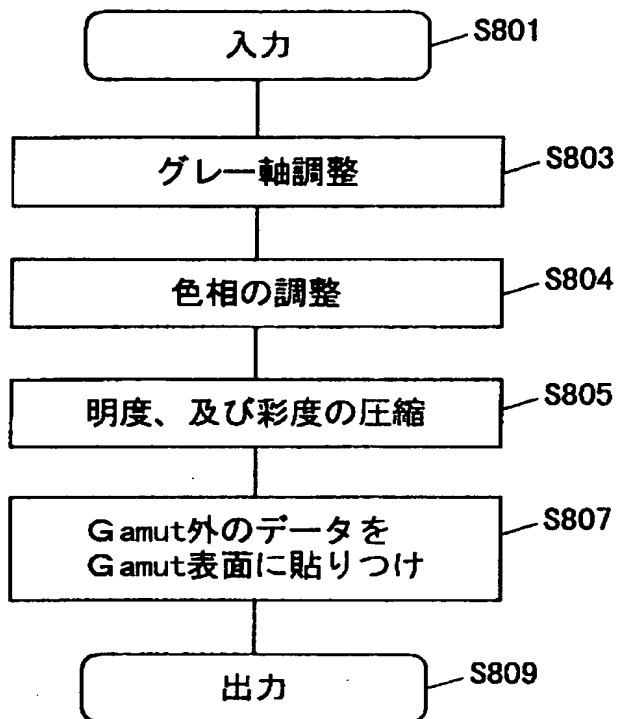 入力
S801
グレー軸調整
S803
色相の調整
S804
明度、及び彩度の圧縮
S805
Gamut外のデータを
Gamut表面に貼りつけ
S807
出力
S809